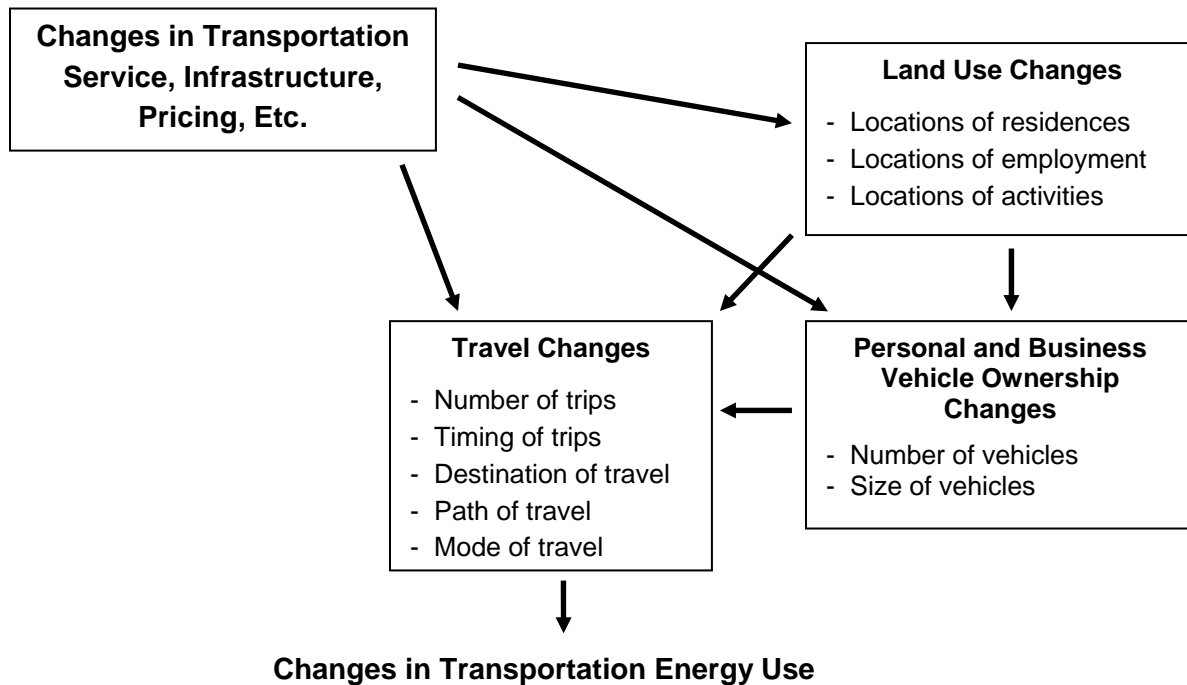 Changes in Transportation
Service, Infrastructure,
Pricing, Etc.
Land Use Changes
- Locations of residences
- Locations of employment
- Locations of activities
Travel Changes
- Number of trips
- Timing of trips
- Destination of travel
- Path of travel
- Mode of travel
Personal and Business
Vehicle Ownership
Changes
- Number of vehicles
- Size of vehicles
Changes in Transportation Energy Use